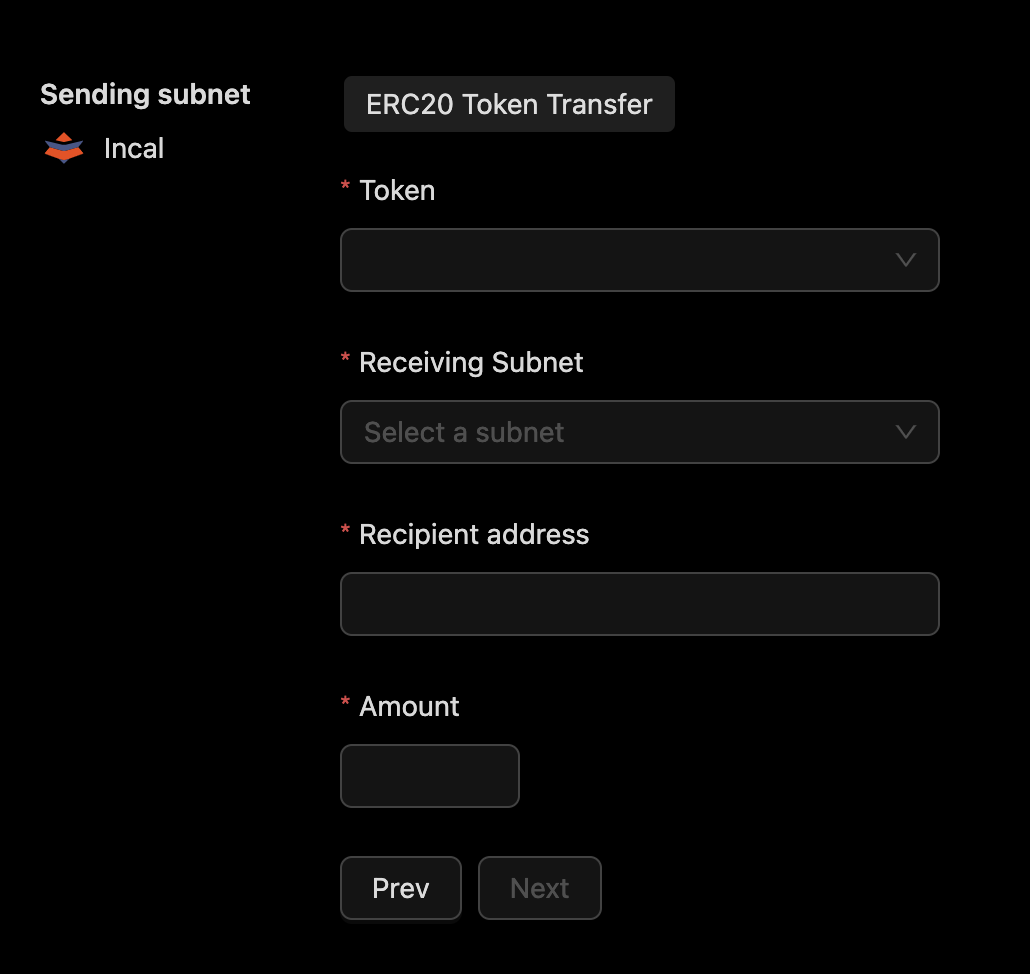 Sending subnet
Incal
ERC20 Token Transfer
* Token
* Receiving Subnet
Select a subnet
* Recipient address
* Amount
Prev
Next